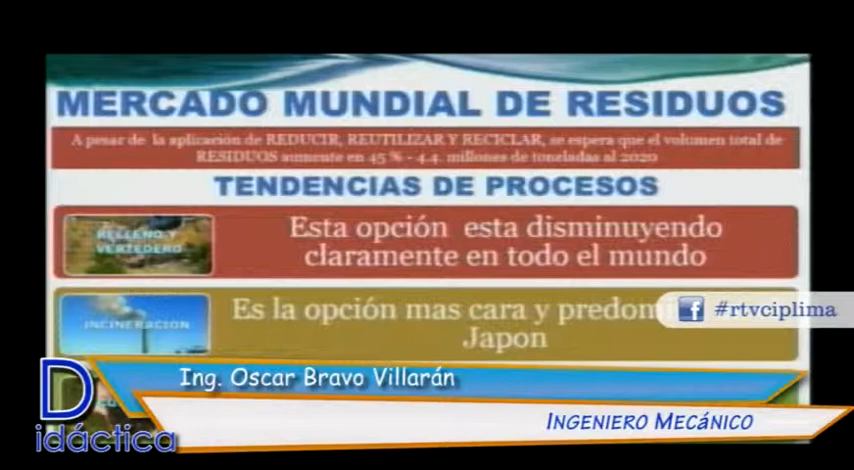 MERCADO MUNDIAL DE RESIDUOS
A pesar de la aplicación de REDUCIR, REUTILIZAR Y RECICLAR, se espera que el volumen total de
RESIDUOS aumente en 45 % - 4.4. millones de toneladas al 2020
TENDENCIAS DE PROCESOS
RELLENO Y
VERTEDERO
Esta opción esta disminuyendo
claramente en todo el mundo
INCINERACION
Es la opción mas cara y
Japon
f #rtvciplima
Ing. Oscar Bravo Villarán
INGENIERO MECáNICO
Didáctica